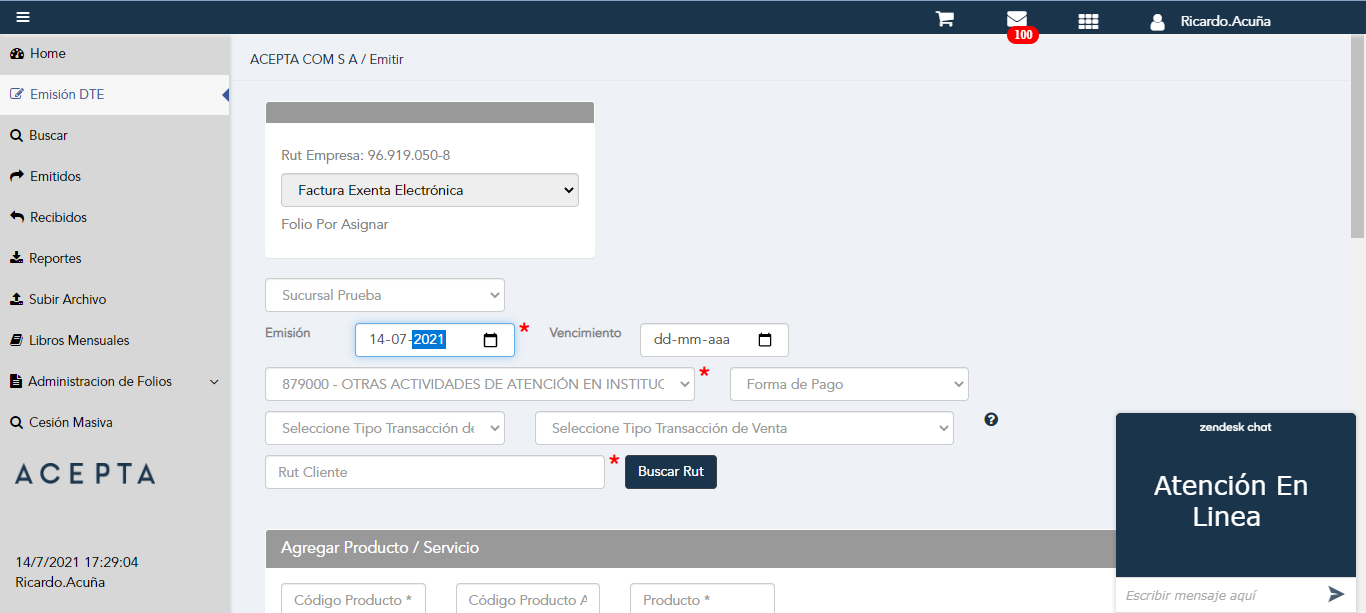 100
Ricardo.Acuña
Home
Emisión DTE
Buscar
Emitidos
Recibidos
Reportes
Subir Archivo
Libros Mensuales
Administracion de Folios
Cesión Masiva
ACEPTA
14/7/2021 17:29:04
Ricardo.Acuña
ACEPTA COM S A / Emitir
Rut Empresa: 96.919.050-8
Factura Exenta Electrónica
Folio Por Asignar
Sucursal Prueba
Emisión 14-07-2021 * Vencimiento dd-mm-aaa
879000 - OTRAS ACTIVIDADES DE ATENCIÓN EN INSTITUC * Forma de Pago
Seleccione Tipo Transacción de Seleccione Tipo Transacción de Venta ?
Rut Cliente * Buscar Rut
Agregar Producto / Servicio
Código Producto * Código Producto A Producto *
zendesk chat
Atención En
Linea
Escribir mensaje aquí